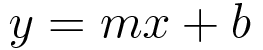 y = mx + b